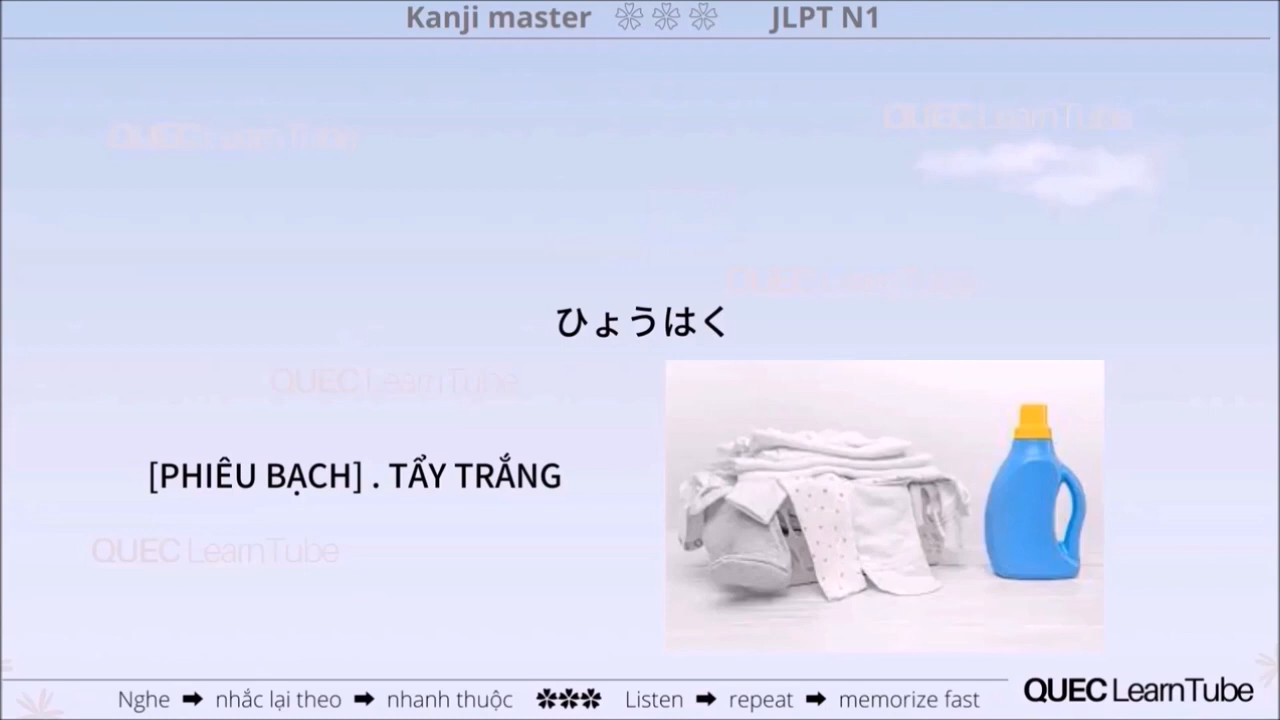 Kanji master ❀ ❀ ❀ JLPT N1
QUEC LearnTube
QUEC LearnTube
QUEC LearnTube
ひょうはく
QUEC LearnTube
[PHIÊU BẠCH] . TẨY TRẮNG
QUEC LearnTube
Nghe ➡ nhắc lại theo ➡ nhanh thuộc ✽✽✽ Listen ➡ repeat ➡ memorize fast
QUEC LearnTube